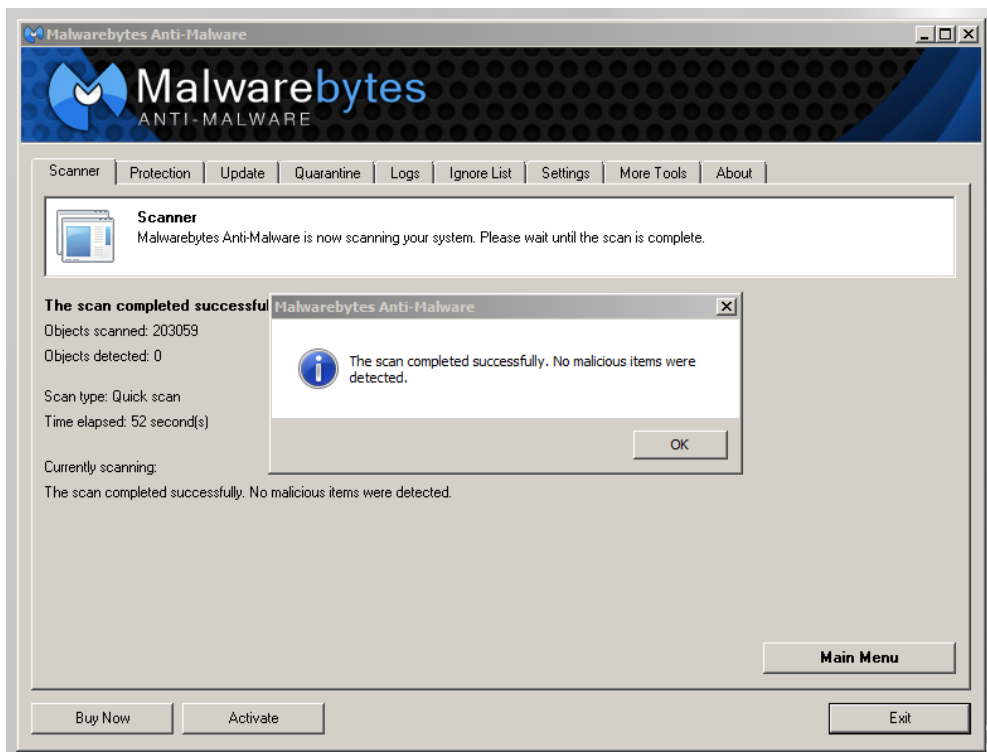 Malwarebytes Anti-Malware
Malwarebytes
ANTI-MALWARE
Scanner Protection Update Quarantine Logs Ignore List Settings More Tools About
Scanner
Malwarebytes Anti-Malware is now scanning your system. Please wait until the scan is complete.
The scan completed successful
Objects scanned: 203059
Objects detected: 0
Scan type: Quick scan
Time elapsed: 52 second(s)
Currently scanning:
The scan completed successfully. No malicious items were detected.
Malwarebytes Anti-Malware
The scan completed successfully. No malicious items were
detected.
OK
Main Menu
Buy Now Activate Exit